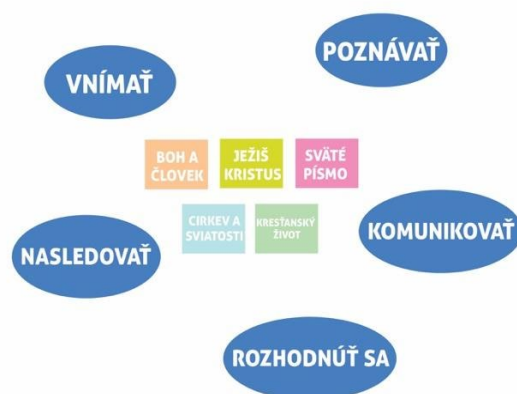 POZNÁVAŤ
VNÍMAŤ
BOH A
ČLOVEK
JEŽIŠ
KRISTUS
SVÄTÉ
PÍSMO
CIRKEV A
SVIATOSTI
KRESŤANSKÝ
ŽIVOT
KOMUNIKOVAŤ
NASLEDOVAŤ
ROZHODNÚŤ SA